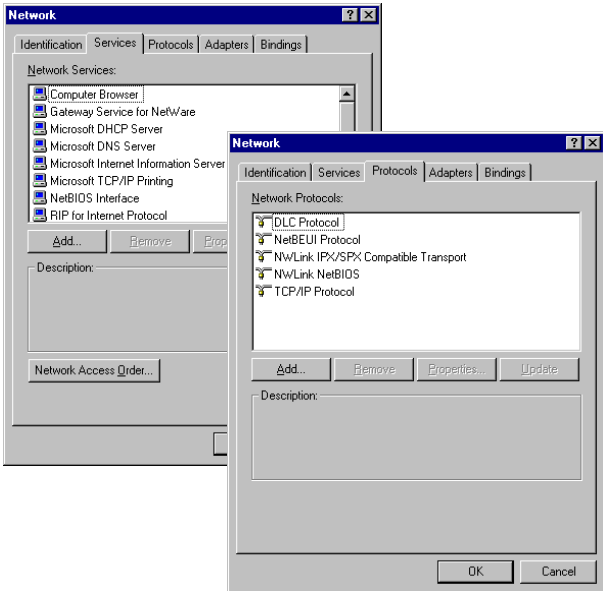 Network
Identification Services Protocols Adapters Bindings
Network Services:
Computer Browser
Gateway Service for NetWare
Microsoft DHCP Server
Microsoft DNS Server
Microsoft Internet Information Server
Microsoft TCP/IP Printing
NetBIOS Interface
RIP for Internet Protocol
Add... Remove Prop
Description:
Network Access Order...
Network
Identification Services Protocols Adapters Bindings
Network Protocols:
DLC Protocol
NetBEUI Protocol
NWLink IPX/SPX Compatible Transport
NWLink NetBIOS
TCP/IP Protocol
Add... Remove Properties... Update
Description:
OK Cancel